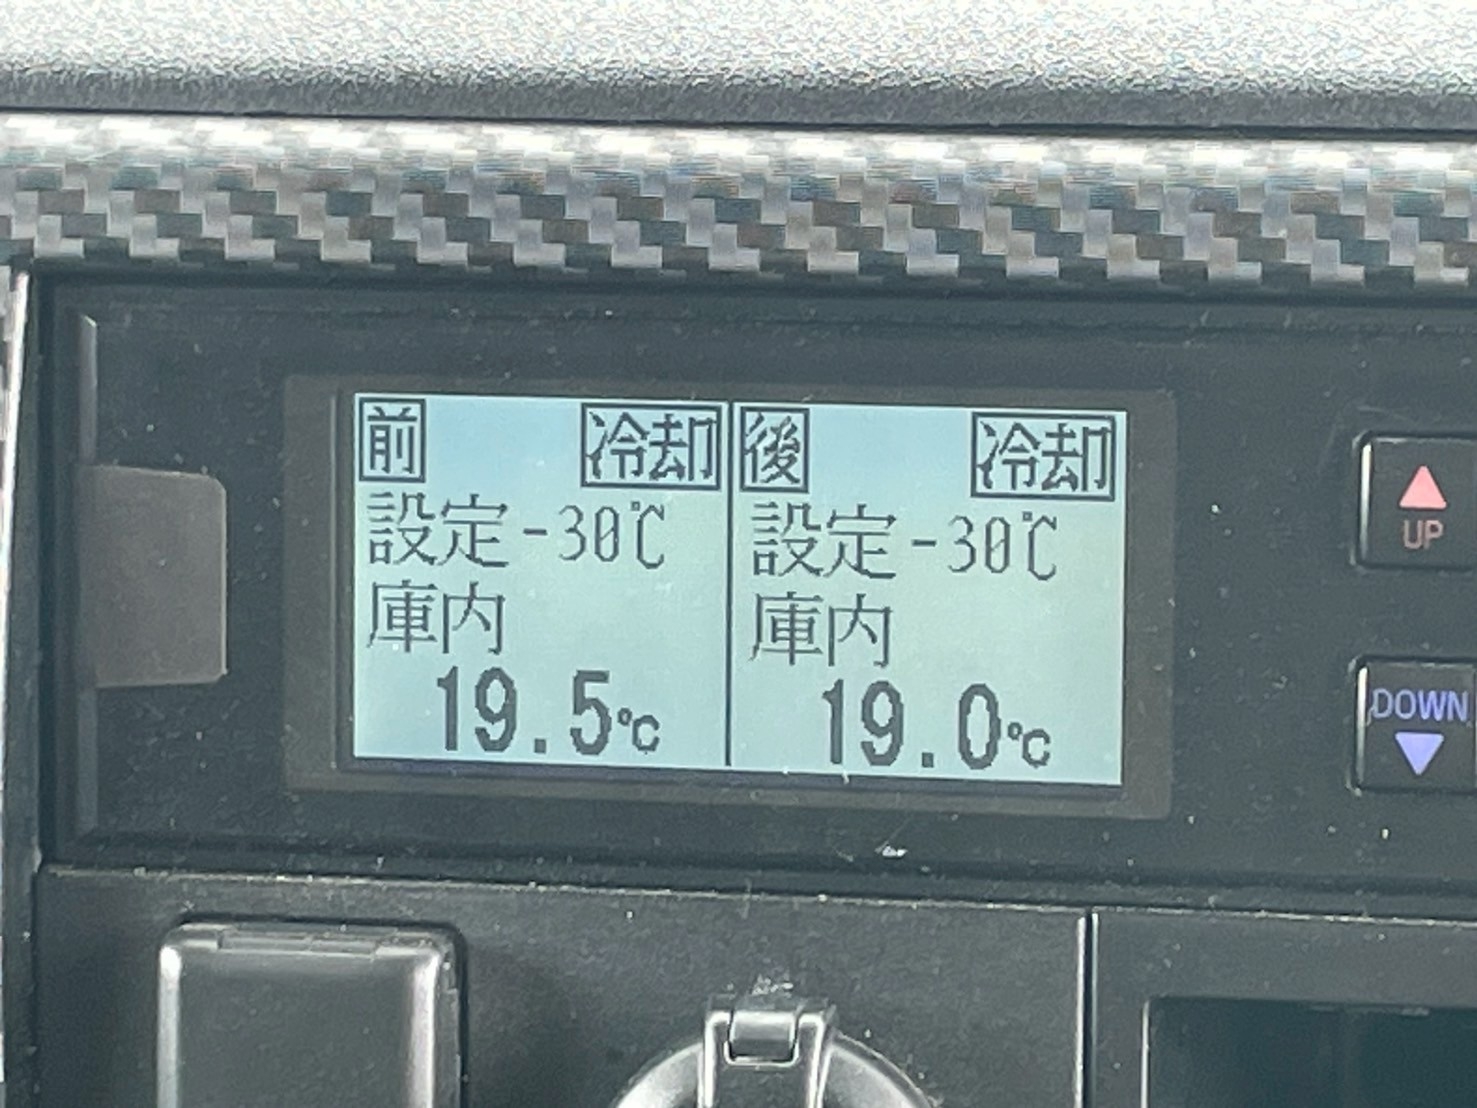 前 冷却
設定-30℃
庫内
19.5℃
後 冷却
設定-30℃
庫内
19.0℃
UP
DOWN